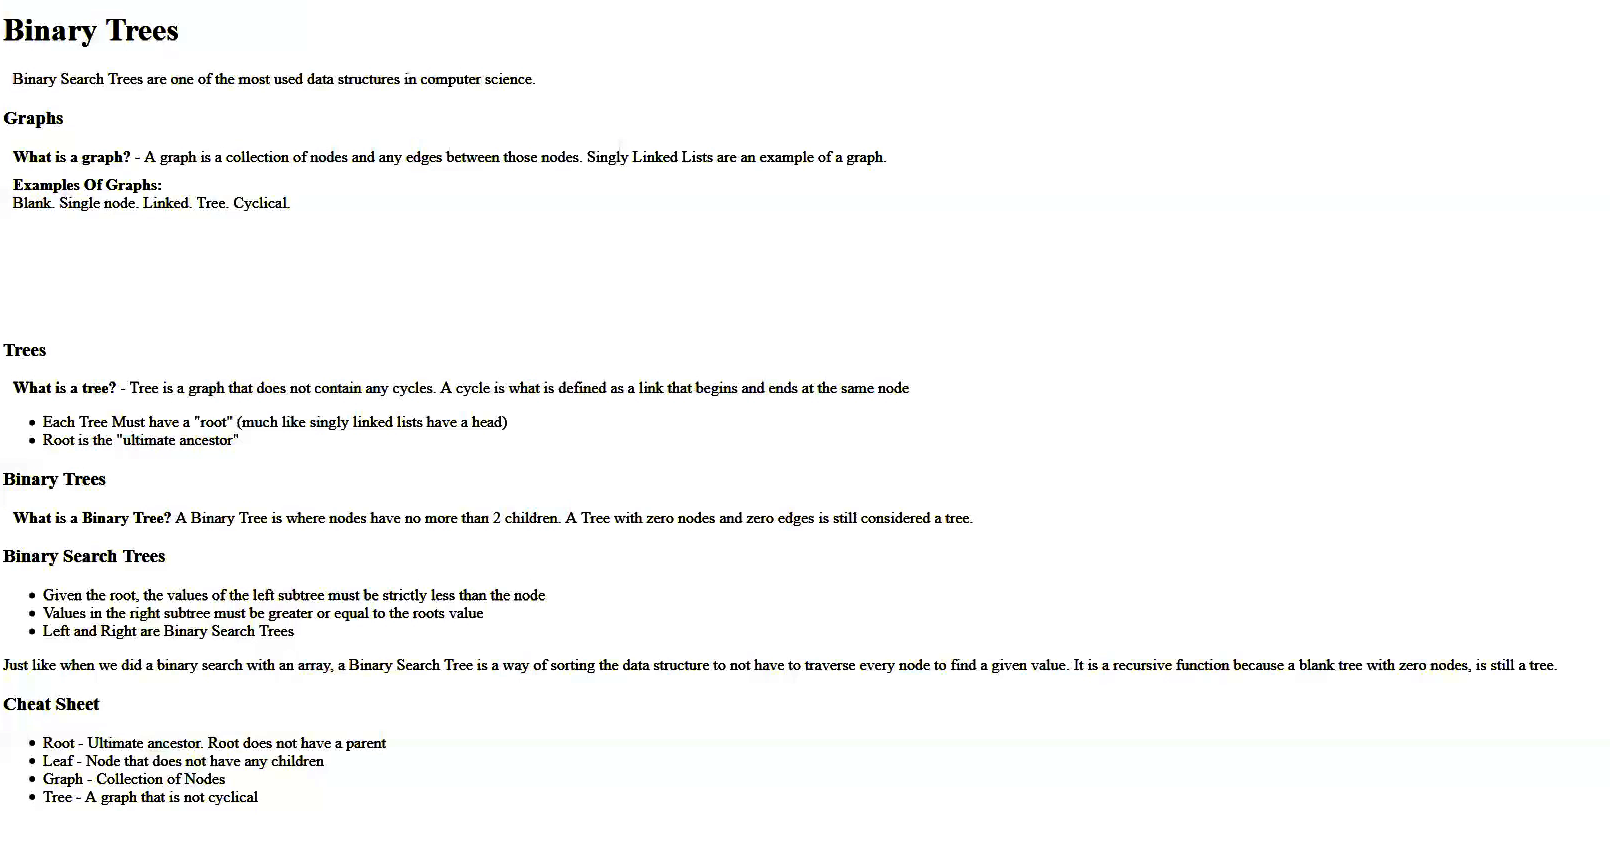 Binary Trees
Binary Search Trees are one of the most used data structures in computer science.
Graphs
What is a graph? - A graph is a collection of nodes and any edges between those nodes. Singly Linked Lists are an example of a graph.
Examples Of Graphs:
Blank. Single node. Linked. Tree. Cyclical.
Trees
What is a tree? - Tree is a graph that does not contain any cycles. A cycle is what is defined as a link that begins and ends at the same node
• Each Tree Must have a "root" (much like singly linked lists have a head)
• Root is the "ultimate ancestor"
Binary Trees
What is a Binary Tree? A Binary Tree is where nodes have no more than 2 children. A Tree with zero nodes and zero edges is still considered a tree.
Binary Search Trees
• Given the root, the values of the left subtree must be strictly less than the node
• Values in the right subtree must be greater or equal to the roots value
• Left and Right are Binary Search Trees
Just like when we did a binary search with an array, a Binary Search Tree is a way of sorting the data structure to not have to traverse every node to find a given value. It is a recursive function because a blank tree with zero nodes, is still a tree.
Cheat Sheet
• Root - Ultimate ancestor. Root does not have a parent
• Leaf - Node that does not have any children
• Graph - Collection of Nodes
• Tree - A graph that is not cyclical